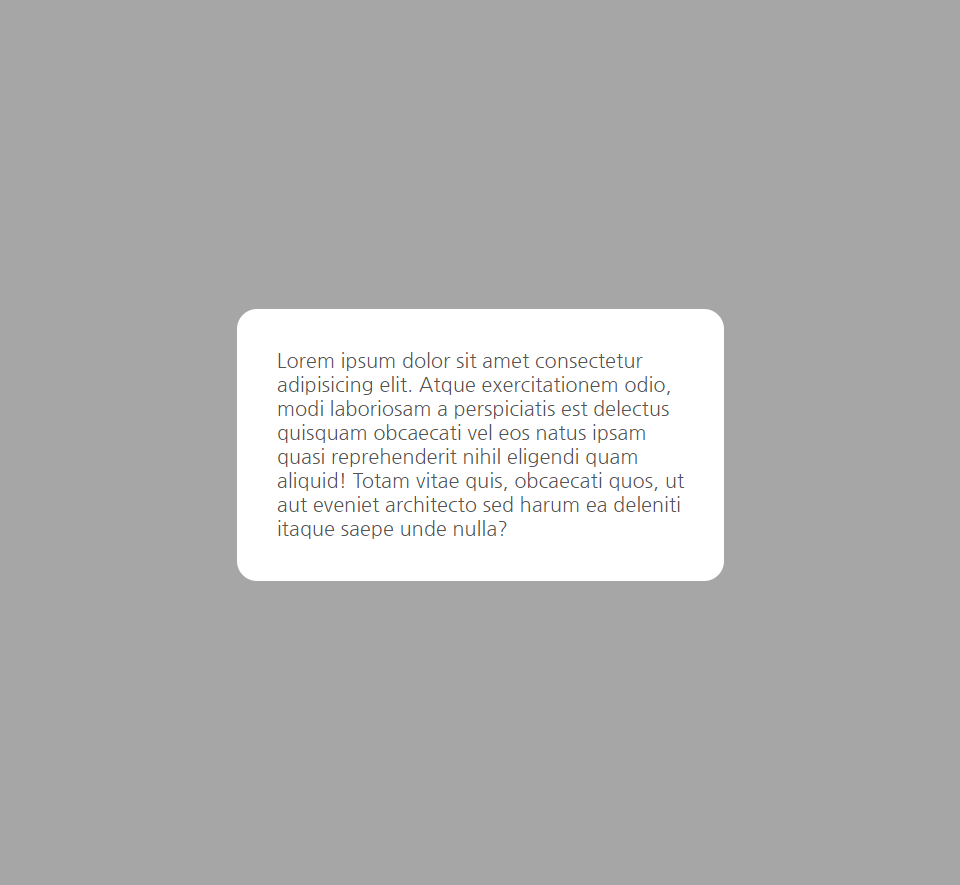 Lorem ipsum dolor sit amet consectetur
adipisicing elit. Atque exercitationem odio,
modi laboriosam a perspiciatis est delectus
quisquam obcaecati vel eos natus ipsam
quasi reprehenderit nihil eligendi quam
aliquid! Totam vitae quis, obcaecati quos, ut
aut eveniet architecto sed harum ea deleniti
itaque saepe unde nulla?